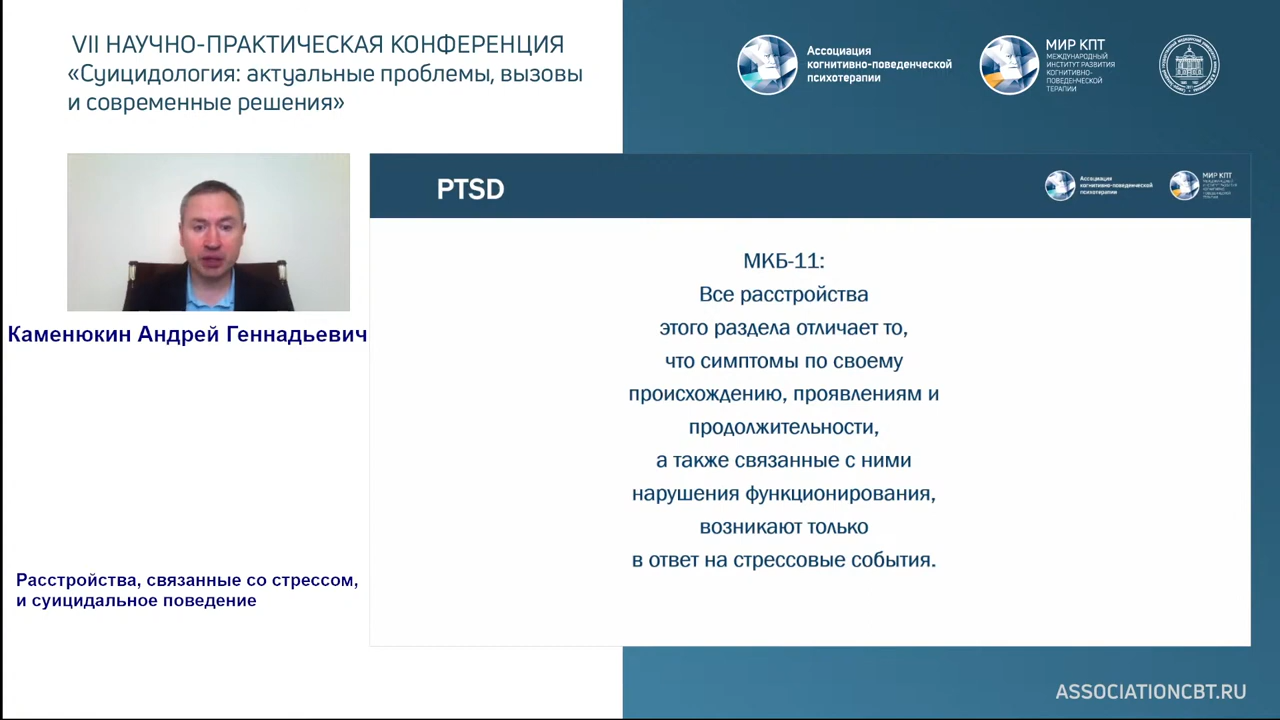 VII НАУЧНО-ПРАКТИЧЕСКАЯ КОНФЕРЕНЦИЯ
«Суицидология: актуальные проблемы, вызовы
и современные решения»
Ассоциация
когнитивно-поведенческой
психотерапии
МИР КПТ
МЕЖДУНАРОДНЫЙ
ИНСТИТУТ РАЗВИТИЯ
КОГНИТИВНО-
ПОВЕДЕНЧЕСКОЙ
ТЕРАПИИ
PTSD
Ассоциация
когнитивно-поведенческой
психотерапии
МИР КПТ
МКБ-11:
Все расстройства
этого раздела отличает то,
что симптомы по своему
происхождению, проявлениям и
продолжительности,
а также связанные с ними
нарушения функционирования,
возникают только
в ответ на стрессовые события.
Каменюкин Андрей Геннадьевич
Расстройства, связанные со стрессом,
и суицидальное поведение
ASSOCIATIONCBT.RU